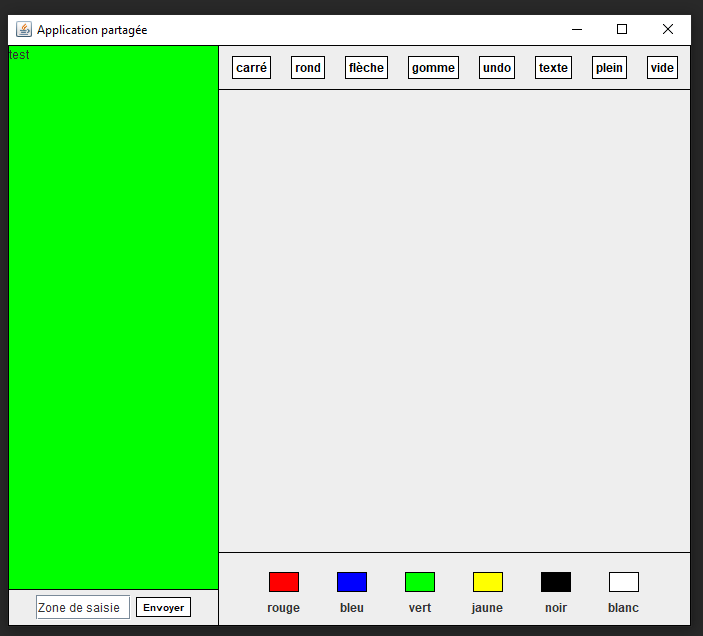 Application partagée
test
carré rond flèche gomme undo texte plein vide
rouge bleu vert jaune noir blanc
Zone de saisie Envoyer